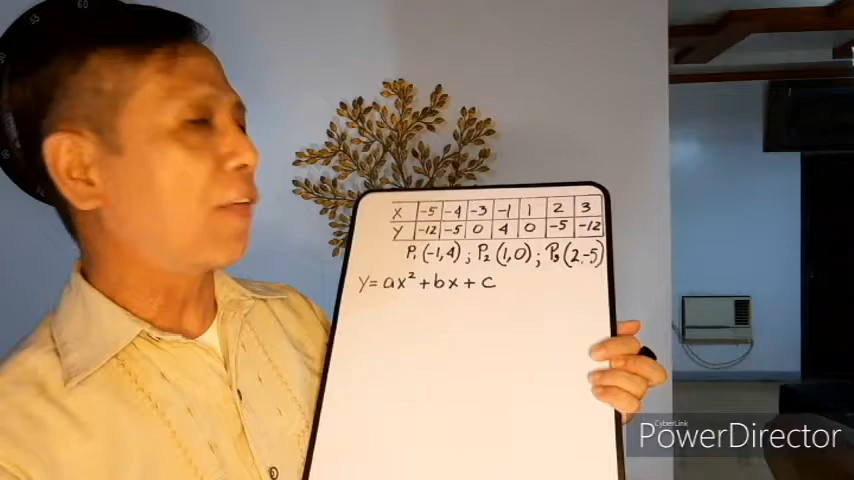 X -5 -4 -3 -1 1 2 3
Y -12 -5 0 4 0 -5 -12
P₁(-1,4); P₂(1,0); P₃(2,-5)
y=ax²+bx+c
CyberLink
PowerDirector